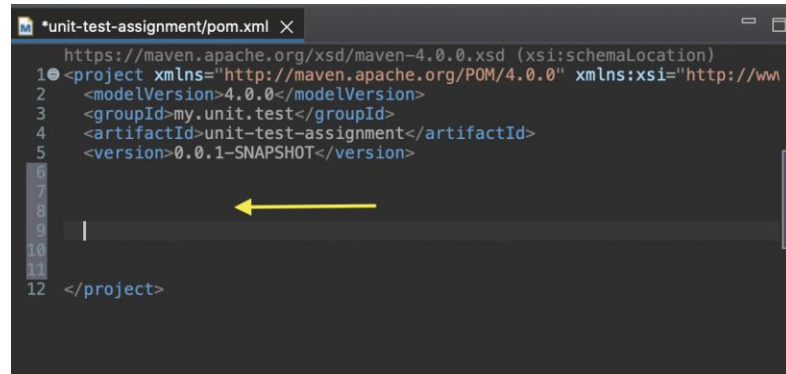 *unit-test-assignment/pom.xml
https://maven.apache.org/xsd/maven-4.0.0.xsd (xsi:schemaLocation)
1 <project xmlns="http://maven.apache.org/POM/4.0.0" xmlns:xsi="http://www
2 <modelVersion>4.0.0</modelVersion>
3 <groupId>my.unit.test</groupId>
4 <artifactId>unit-test-assignment</artifactId>
5 <version>0.0.1-SNAPSHOT</version>
6
7
8
9
10
11
12 </project>